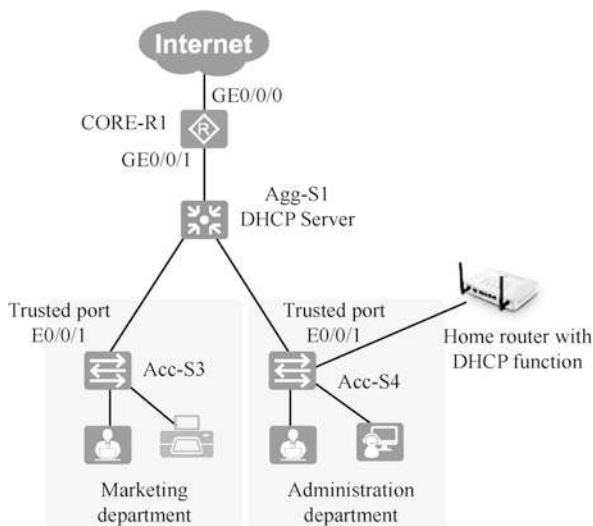 Internet
GE0/0/0
CORE-R1
R
GE0/0/1
Agg-S1
DHCP Server
Trusted port
E0/0/1
Trusted port
E0/0/1
Home router with
DHCP function
Acc-S3
Acc-S4
Marketing
department
Administration
department